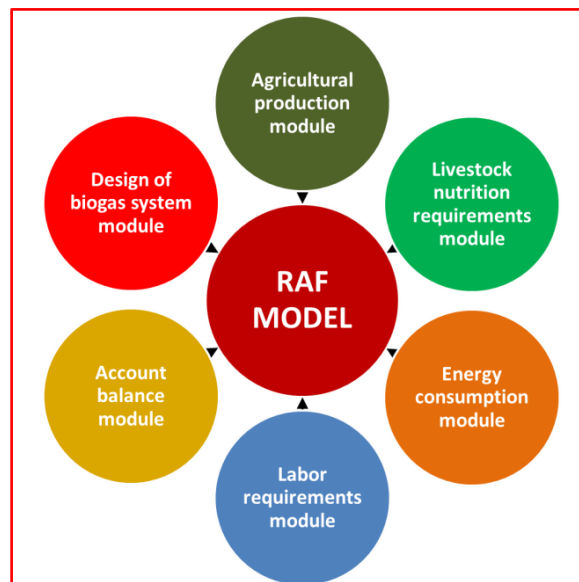 Agricultural
production
module
Design of
biogas system
module
Livestock
nutrition
requirements
module
RAF
MODEL
Account
balance
module
Energy
consumption
module
Labor
requirements
module